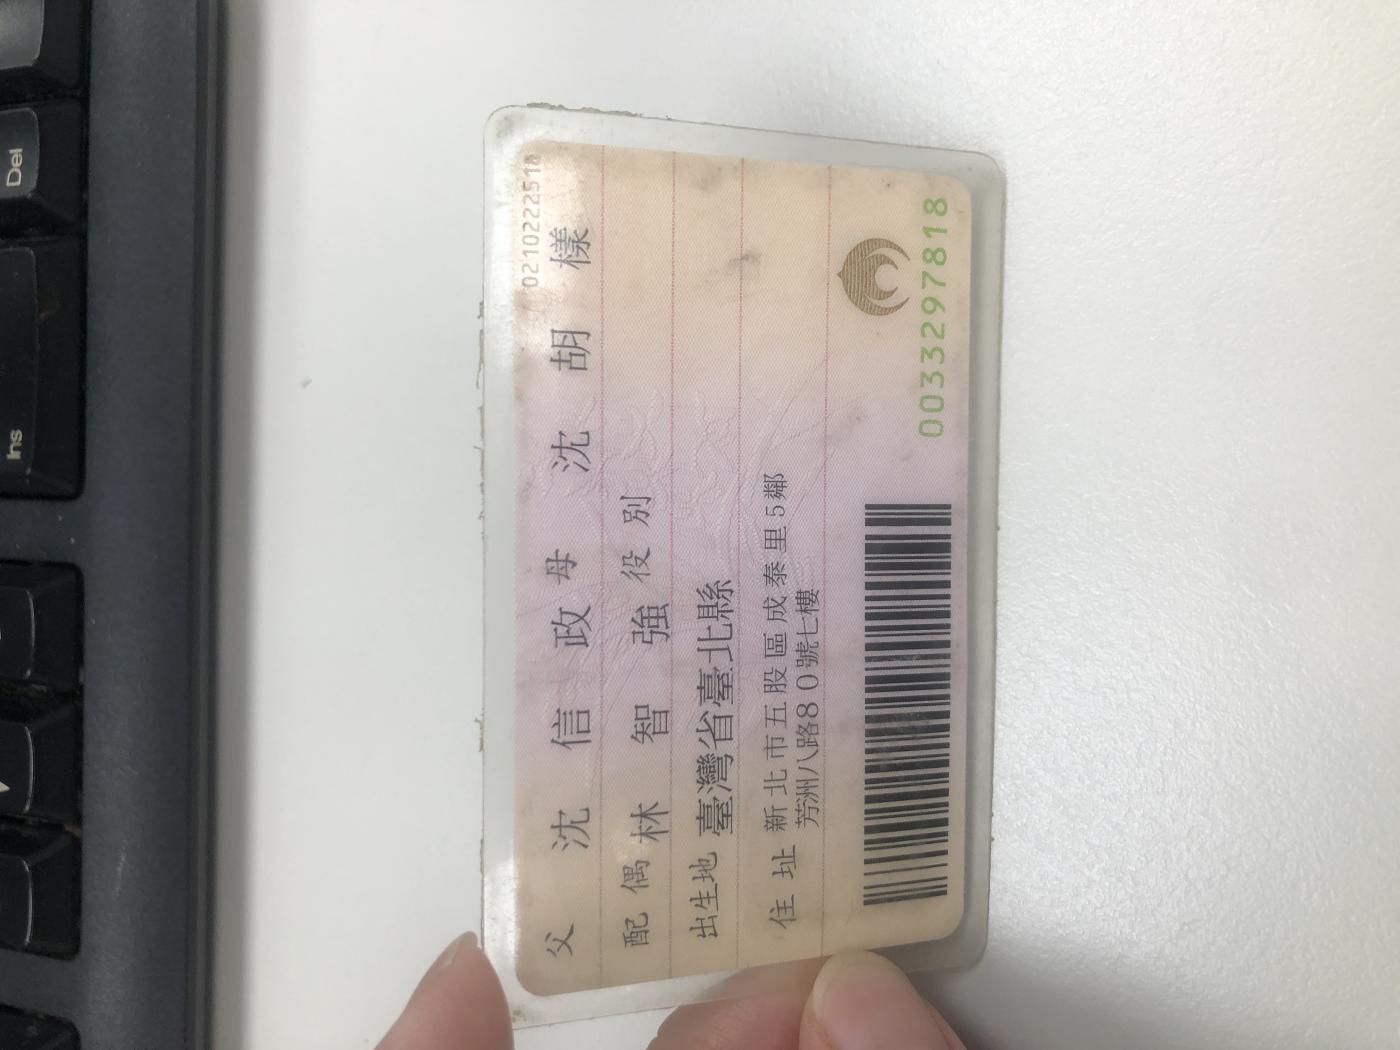 0210222518
父 沈信政 母 沈胡樣
配偶 林智強 役別
出生地 臺灣省臺北縣
住址 新北市五股區成泰里5鄰
芳洲八路80號七樓
0033297818
Del
Ins